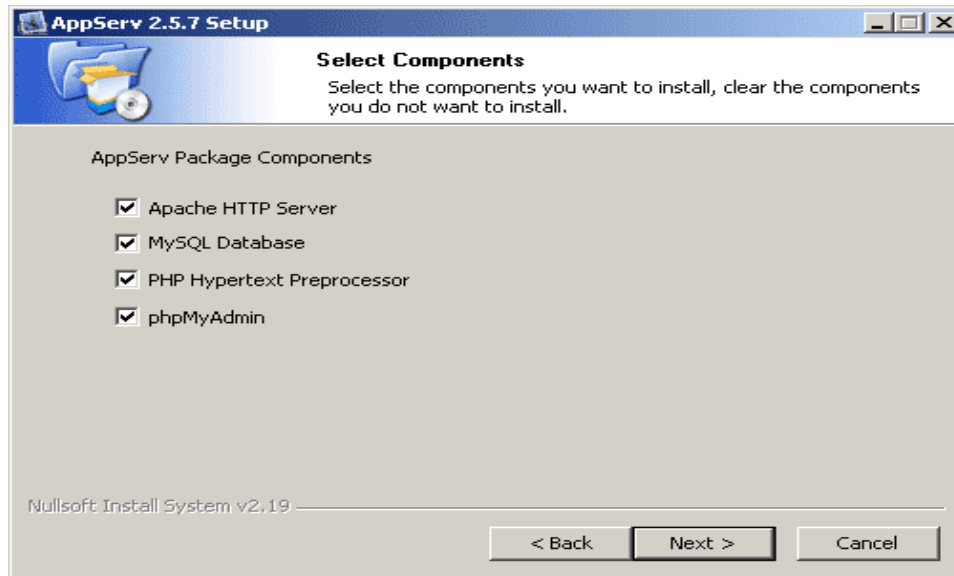 AppServ 2.5.7 Setup
Select Components
Select the components you want to install, clear the components
you do not want to install.
AppServ Package Components
Apache HTTP Server
MySQL Database
PHP Hypertext Preprocessor
phpMyAdmin
Nullsoft Install System v2.19
< Back Next > Cancel